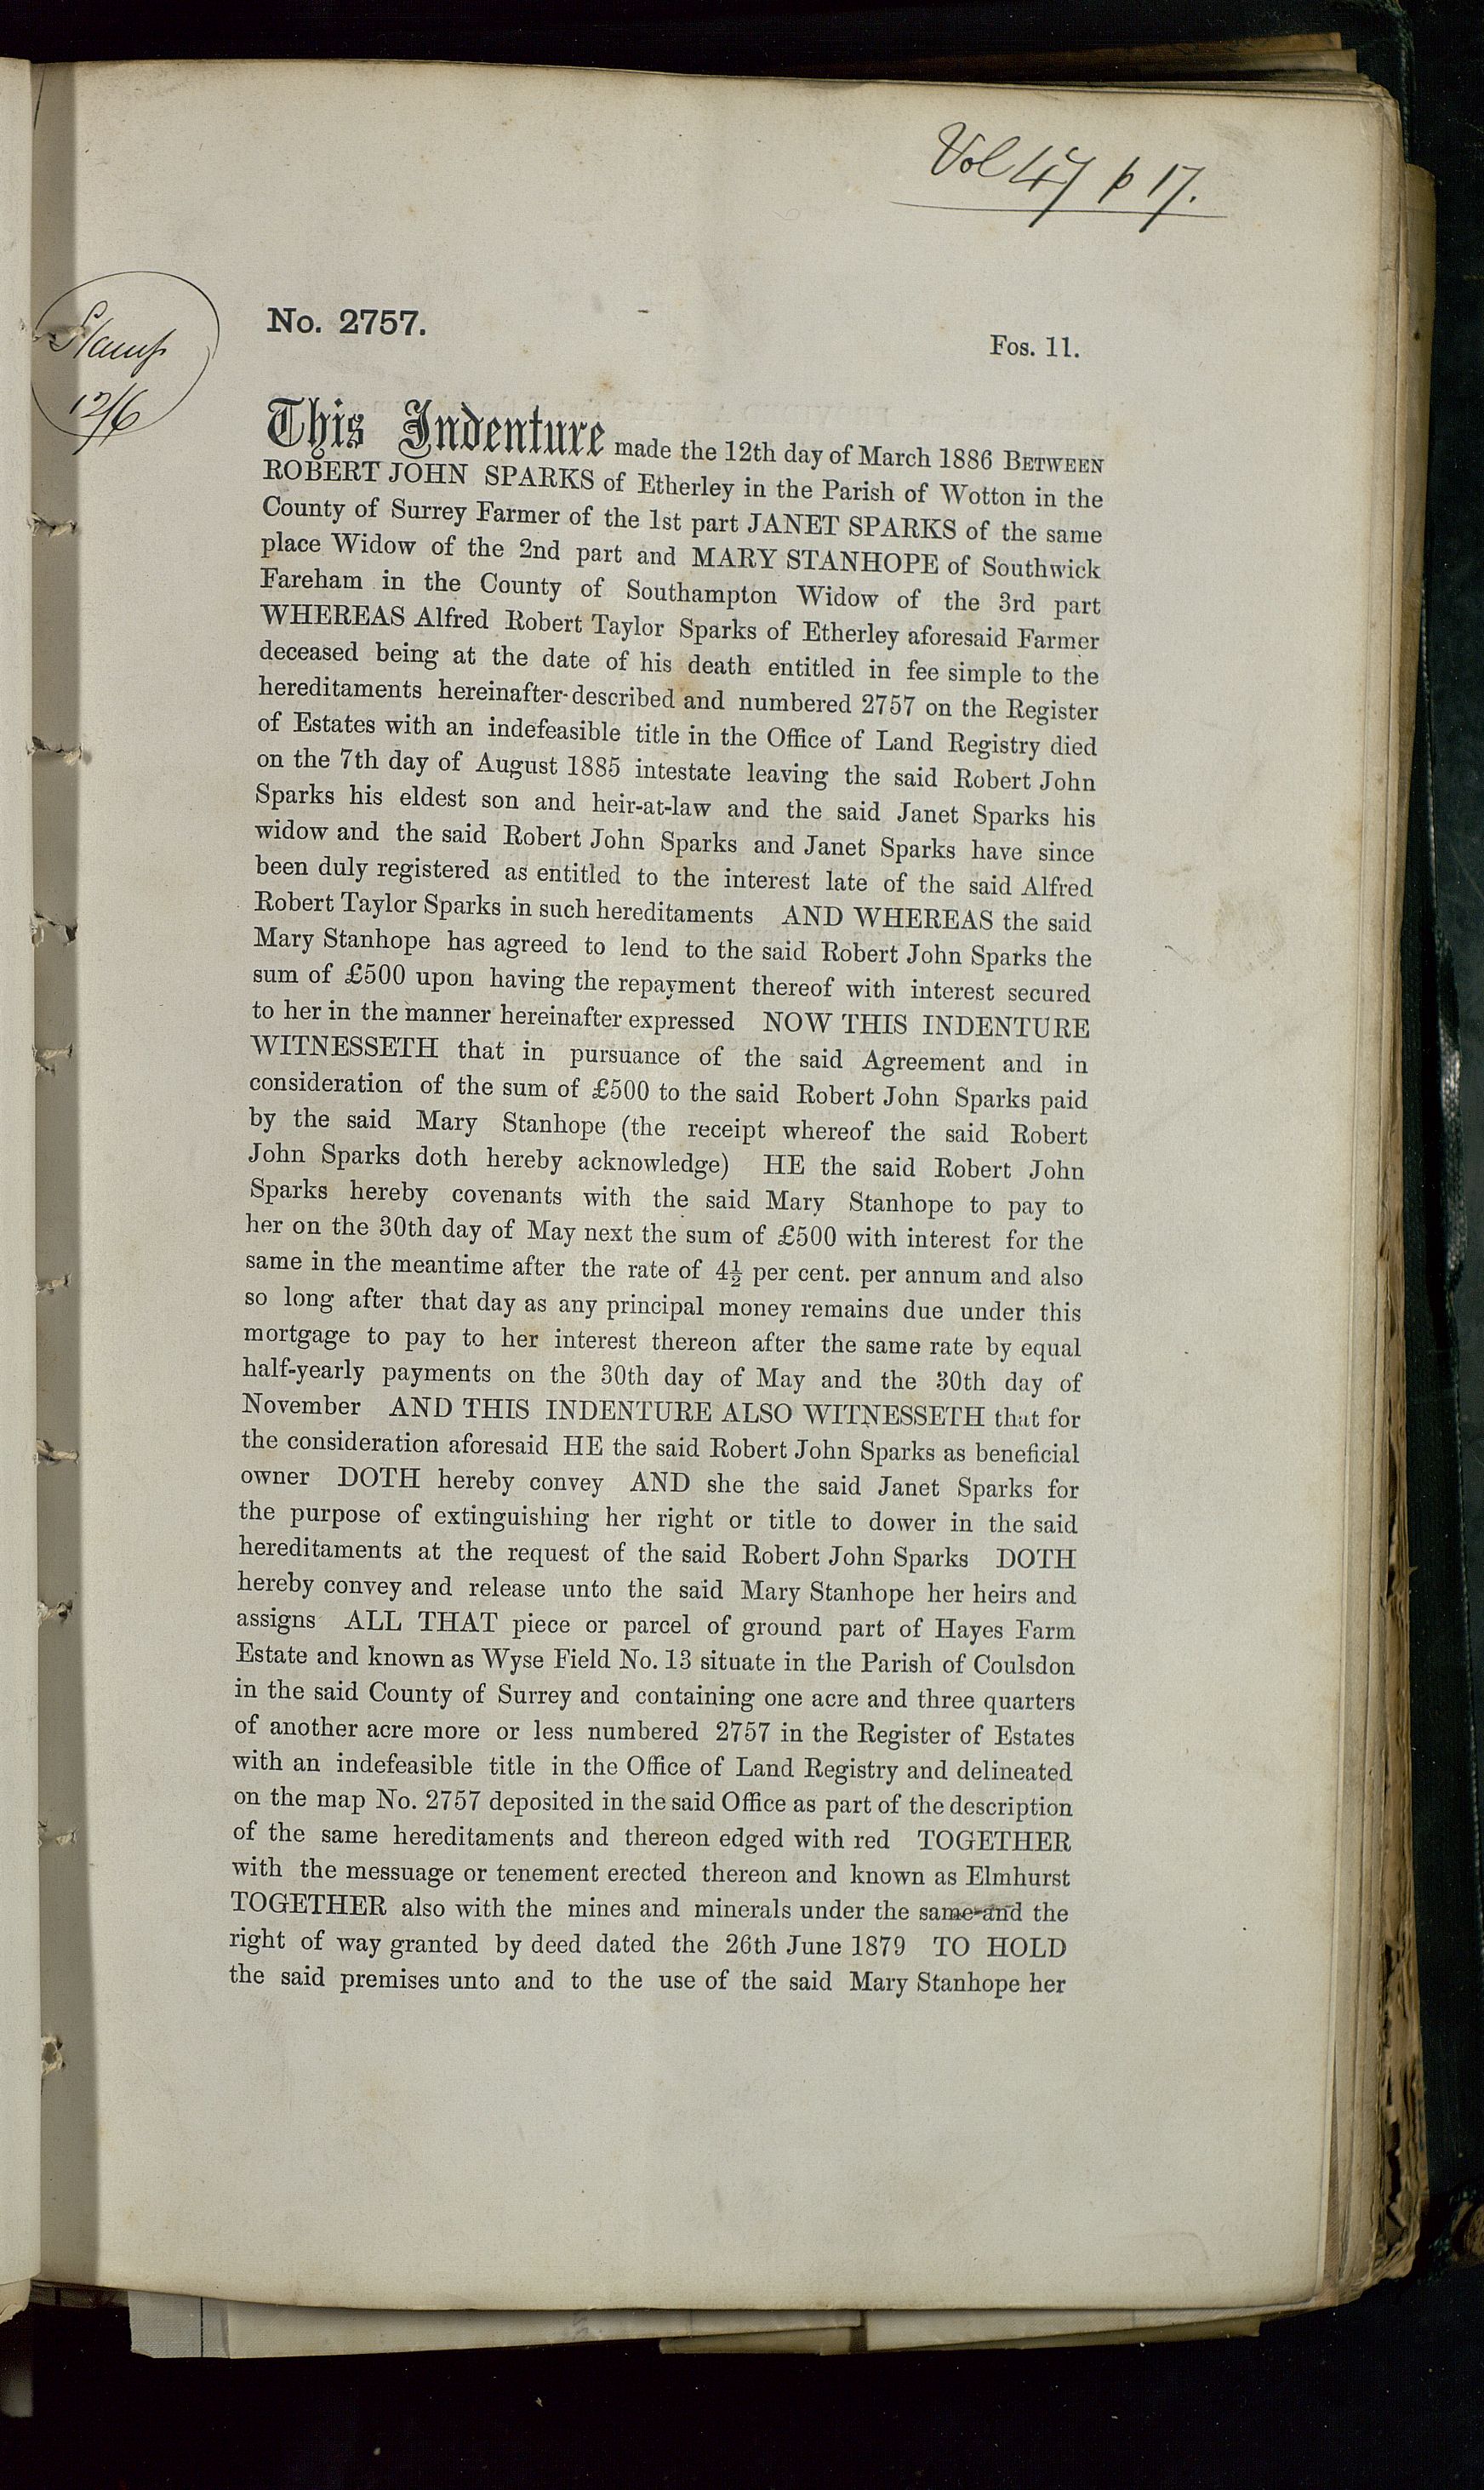 Vol 47 p 17.
Stamp
12/6
No. 2757.
Fos. 11.
This Indenture made the 12th day of March 1886 BETWEEN
ROBERT JOHN SPARKS of Etherley in the Parish of Wotton in the
County of Surrey Farmer of the 1st part JANET SPARKS of the same
place Widow of the 2nd part and MARY STANHOPE of Southwick
Fareham in the County of Southampton Widow of the 3rd part
WHEREAS Alfred Robert Taylor Sparks of Etherley aforesaid Farmer
deceased being at the date of his death entitled in fee simple to the
hereditaments hereinafter-described and numbered 2757 on the Register
of Estates with an indefeasible title in the Office of Land Registry died
on the 7th day of August 1885 intestate leaving the said Robert John
Sparks his eldest son and heir-at-law and the said Janet Sparks his
widow and the said Robert John Sparks and Janet Sparks have since
been duly registered as entitled to the interest late of the said Alfred
Robert Taylor Sparks in such hereditaments AND WHEREAS the said
Mary Stanhope has agreed to lend to the said Robert John Sparks the
sum of £500 upon having the repayment thereof with interest secured
to her in the manner hereinafter expressed NOW THIS INDENTURE
WITNESSETH that in pursuance of the said Agreement and in
consideration of the sum of £500 to the said Robert John Sparks paid
by the said Mary Stanhope (the receipt whereof the said Robert
John Sparks doth hereby acknowledge) HE the said Robert John
Sparks hereby covenants with the said Mary Stanhope to pay to
her on the 30th day of May next the sum of £500 with interest for the
same in the meantime after the rate of 4½ per cent. per annum and also
so long after that day as any principal money remains due under this
mortgage to pay to her interest thereon after the same rate by equal
half-yearly payments on the 30th day of May and the 30th day of
November AND THIS INDENTURE ALSO WITNESSETH that for
the consideration aforesaid HE the said Robert John Sparks as beneficial
owner DOTH hereby convey AND she the said Janet Sparks for
the purpose of extinguishing her right or title to dower in the said
hereditaments at the request of the said Robert John Sparks DOTH
hereby convey and release unto the said Mary Stanhope her heirs and
assigns ALL THAT piece or parcel of ground part of Hayes Farm
Estate and known as Wyse Field No. 13 situate in the Parish of Coulsdon
in the said County of Surrey and containing one acre and three quarters
of another acre more or less numbered 2757 in the Register of Estates
with an indefeasible title in the Office of Land Registry and delineated
on the map No. 2757 deposited in the said Office as part of the description
of the same hereditaments and thereon edged with red TOGETHER
with the messuage or tenement erected thereon and known as Elmhurst
TOGETHER also with the mines and minerals under the same and the
right of way granted by deed dated the 26th June 1879 TO HOLD
the said premises unto and to the use of the said Mary Stanhope her